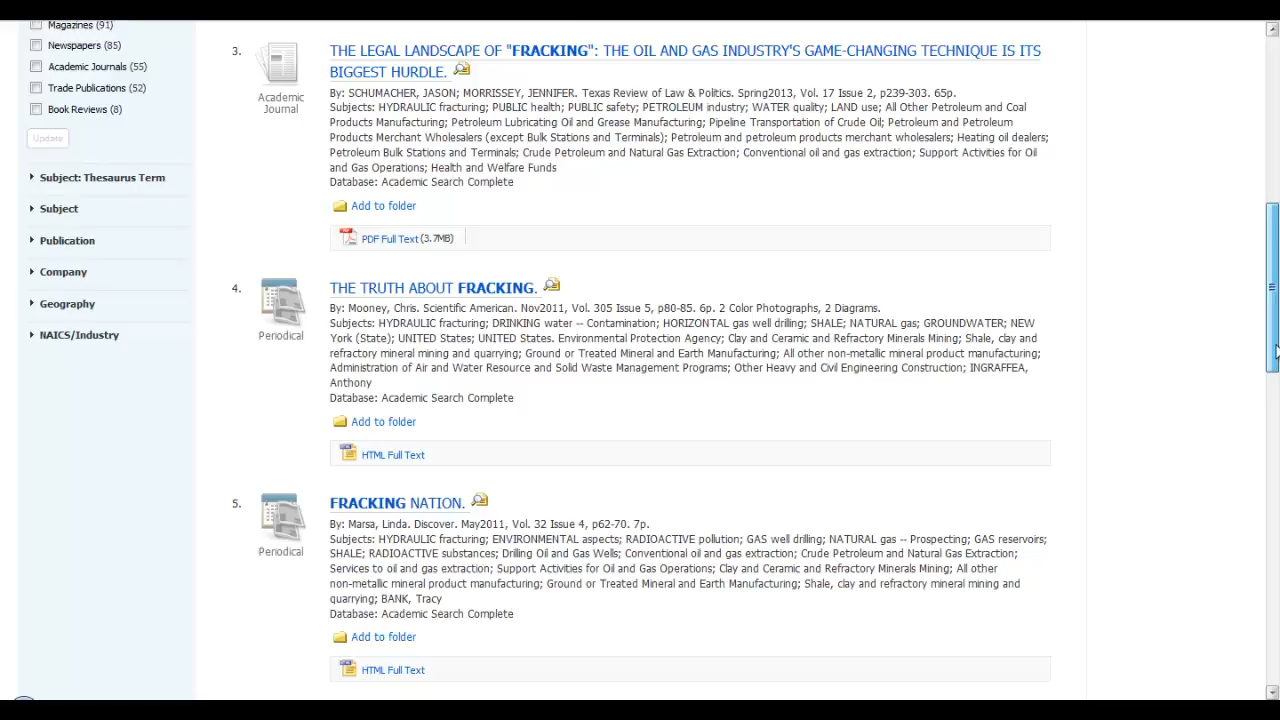 Magazines (91)
Newspapers (85)
Academic Journals (55)
Trade Publications (52)
Book Reviews (8)
Update
Subject: Thesaurus Term
Subject
Publication
Company
Geography
NAICS/Industry
3.
Academic
Journal
THE LEGAL LANDSCAPE OF "FRACKING": THE OIL AND GAS INDUSTRY'S GAME-CHANGING TECHNIQUE IS ITS
BIGGEST HURDLE.
By: SCHUMACHER, JASON; MORRISSEY, JENNIFER. Texas Review of Law & Politics. Spring2013, Vol. 17 Issue 2, p239-303. 65p.
Subjects: HYDRAULIC fracturing; PUBLIC health; PUBLIC safety; PETROLEUM industry; WATER quality; LAND use; All Other Petroleum and Coal
Products Manufacturing; Petroleum Lubricating Oil and Grease Manufacturing; Pipeline Transportation of Crude Oil; Petroleum and Petroleum
Products Merchant Wholesalers (except Bulk Stations and Terminals); Petroleum and petroleum products merchant wholesalers; Heating oil dealers;
Petroleum Bulk Stations and Terminals; Crude Petroleum and Natural Gas Extraction; Conventional oil and gas extraction; Support Activities for Oil
and Gas Operations; Health and Welfare Funds
Database: Academic Search Complete
Add to folder
PDF Full Text (3.7MB)
4.
Periodical
THE TRUTH ABOUT FRACKING.
By: Mooney, Chris. Scientific American. Nov2011, Vol. 305 Issue 5, p80-85. 6p. 2 Color Photographs, 2 Diagrams.
Subjects: HYDRAULIC fracturing; DRINKING water -- Contamination; HORIZONTAL gas well drilling; SHALE; NATURAL gas; GROUNDWATER; NEW
York (State); UNITED States; UNITED States. Environmental Protection Agency; Clay and Ceramic and Refractory Minerals Mining; Shale, clay and
refractory mineral mining and quarrying; Ground or Treated Mineral and Earth Manufacturing; All other non-metallic mineral product manufacturing;
Administration of Air and Water Resource and Solid Waste Management Programs; Other Heavy and Civil Engineering Construction; INGRAFFEA,
Anthony
Database: Academic Search Complete
Add to folder
HTML Full Text
5.
Periodical
FRACKING NATION.
By: Marsa, Linda. Discover. May2011, Vol. 32 Issue 4, p62-70. 7p.
Subjects: HYDRAULIC fracturing; ENVIRONMENTAL aspects; RADIOACTIVE pollution; GAS well drilling; NATURAL gas -- Prospecting; GAS reservoirs;
SHALE; RADIOACTIVE substances; Drilling Oil and Gas Wells; Conventional oil and gas extraction; Crude Petroleum and Natural Gas Extraction;
Services to oil and gas extraction; Support Activities for Oil and Gas Operations; Clay and Ceramic and Refractory Minerals Mining; All other
non-metallic mineral product manufacturing; Ground or Treated Mineral and Earth Manufacturing; Shale, clay and refractory mineral mining and
quarrying; BANK, Tracy
Database: Academic Search Complete
Add to folder
HTML Full Text